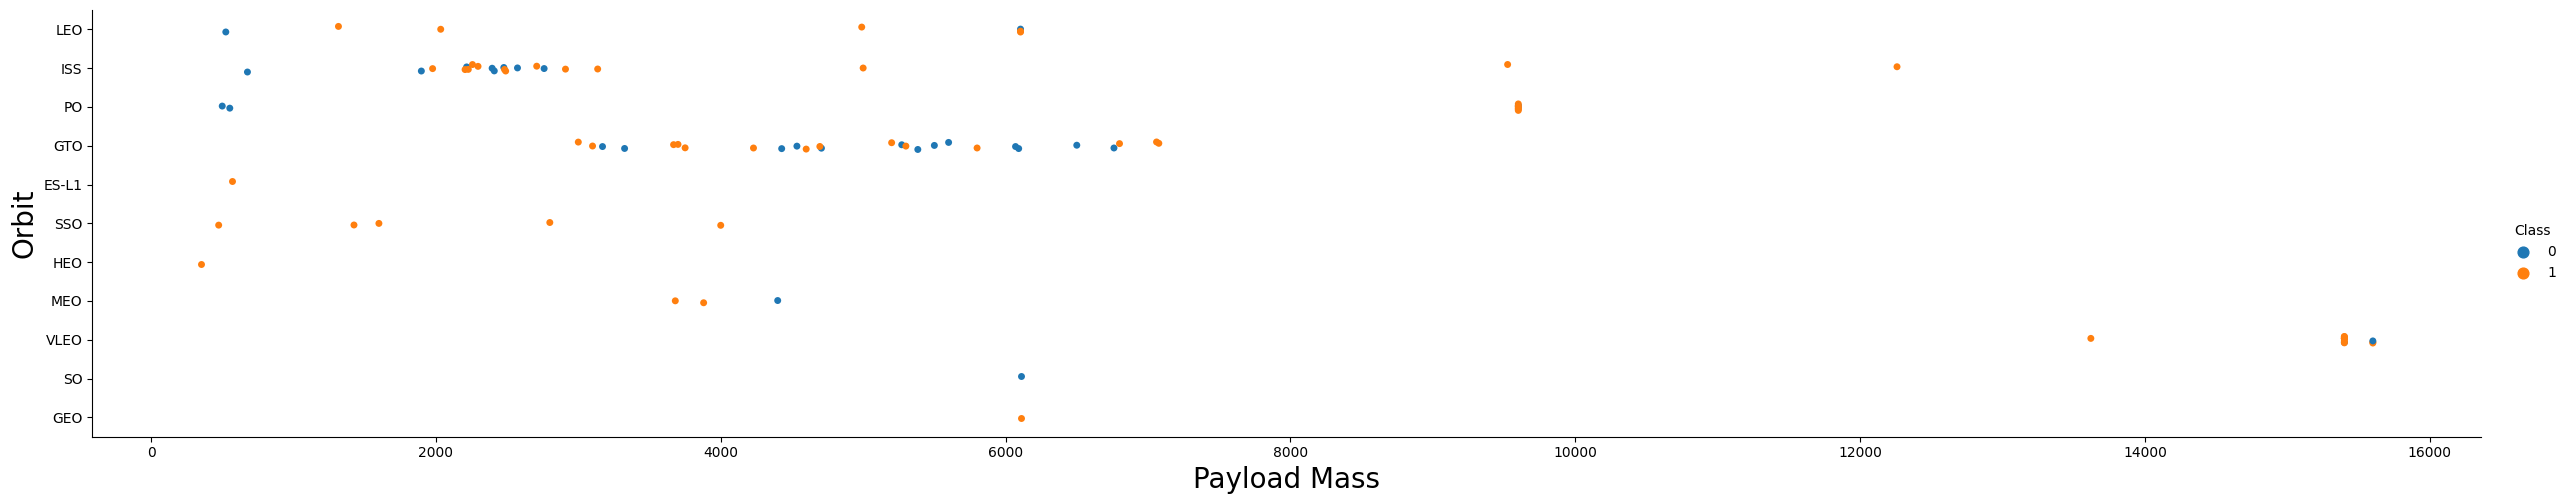 LEO
ISS
PO
GTO
ES-L1
SSO
HEO
MEO
VLEO
SO
GEO
Orbit
0 2000 4000 6000 8000 10000 12000 14000 16000
Payload Mass
Class
0
1